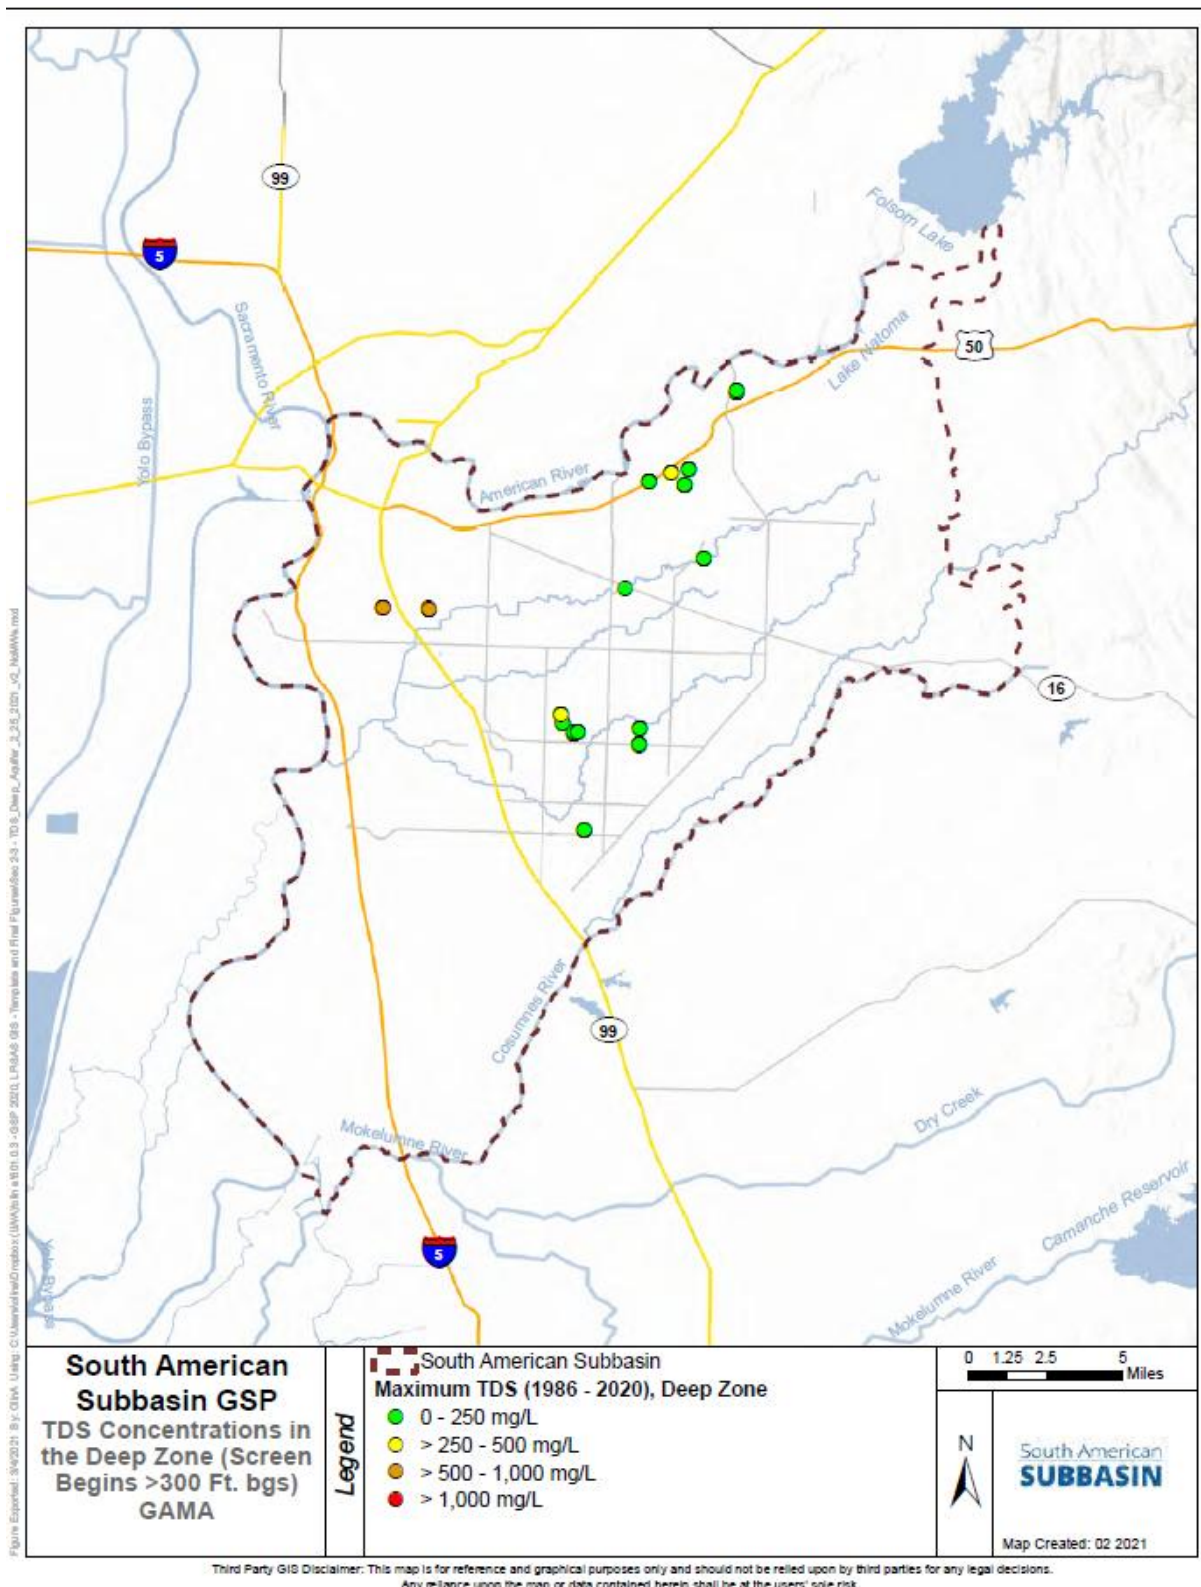 99
5
Folsom Lake
Sacramento River
Lake Natoma
50
Yolo Bypass
American River
16
Cosumnes River
99
Mokelumne River
Dry Creek
Camanche Reservoir
5
Yolo Bypass
Mokelumne River
South American
Subbasin GSP
TDS Concentrations in
the Deep Zone (Screen
Begins >300 Ft. bgs)
GAMA
Legend
South American Subbasin
Maximum TDS (1986 - 2020), Deep Zone
0 - 250 mg/L
> 250 - 500 mg/L
> 500 - 1,000 mg/L
> 1,000 mg/L
0 1.25 2.5 5
Miles
N
South American
SUBBASIN
Map Created: 02 2021
Third Party GIS Disclaimer: This map is for reference and graphical purposes only and should not be relied upon by third parties for any legal decisions.
Any reliance upon the map or data contained herein shall be at the users' sole risk